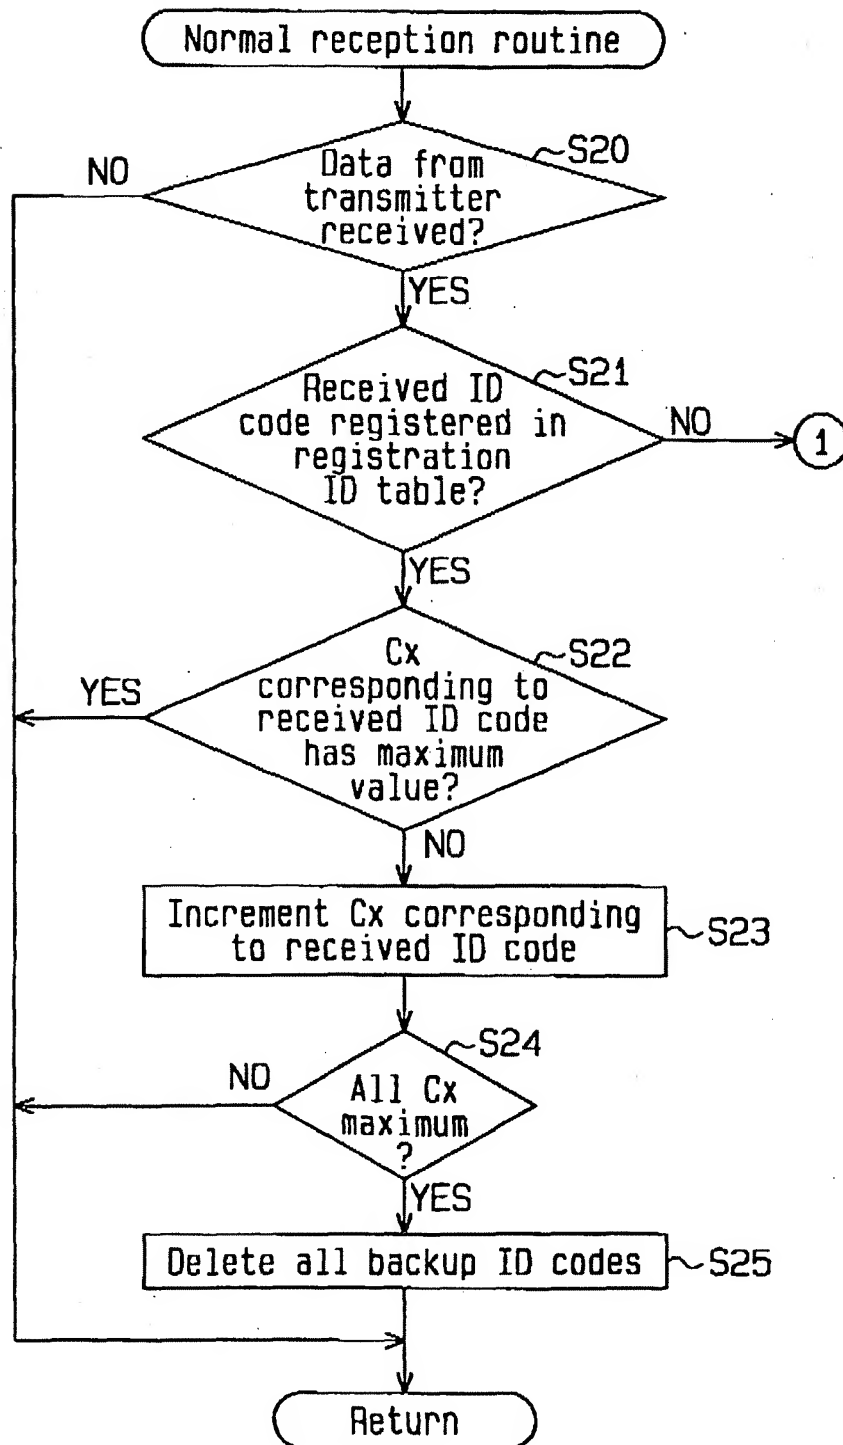 Normal reception routine
S20
NO
Data from
transmitter
received?
YES
S21
Received ID
code registered in
registration
ID table?
NO
1
YES
S22
YES
Cx
corresponding to
received ID code
has maximum
value?
NO
Increment Cx corresponding
to received ID code
S23
S24
NO
All Cx
maximum
?
YES
Delete all backup ID codes
S25
Return